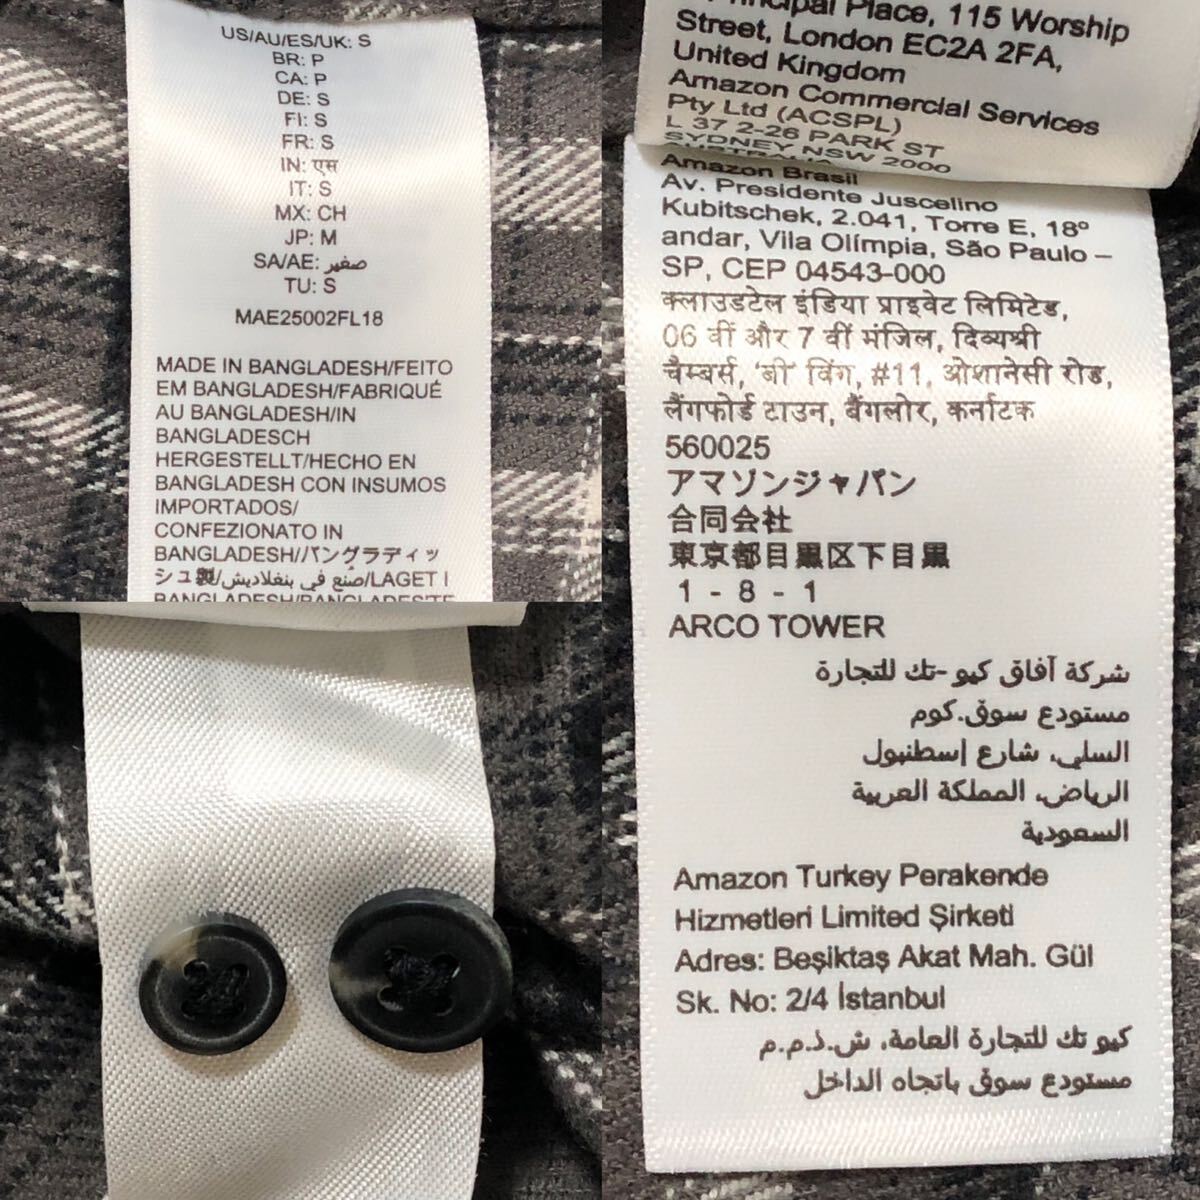 US/AU/ES/UK: S
BR: P
CA: P
DE: S
FI: S
FR: S
IN: एस
IT: S
MX: CH
JP: M
SA/AE: صغير
TU: S
MAE25002FL18
MADE IN BANGLADESH/FEITO
EM BANGLADESH/FABRIQUÉ
AU BANGLADESH/IN
BANGLADESCH
HERGESTELLT/HECHO EN
BANGLADESH CON INSUMOS
IMPORTADOS/
CONFEZIONATO IN
BANGLADESH/バングラディッ
シュ製/صنع في بنغلاديش/LAGET I
BANGLADESH/BANGLADES'TE
Principal Place, 115 Worship
Street, London EC2A 2FA,
United Kingdom
Amazon Commercial Services
Pty Ltd (ACSPL)
L 37 2-26 PARK ST
SYDNEY NSW 2000
AUSTRALIA
Amazon Brasil
Av. Presidente Juscelino
Kubitschek, 2.041, Torre E, 18º
andar, Vila Olímpia, São Paulo –
SP, CEP 04543-000
क्लाउडटेल इंडिया प्राइवेट लिमिटेड,
06 वीं और 7 वीं मंजिल, दिव्यश्री
चैम्बर्स, 'बी' विंग, #11, ओशानेसी रोड,
लैंगफोर्ड टाउन, बैंगलोर, कर्नाटक
560025
アマゾンジャパン
合同会社
東京都目黒区下目黒
1 - 8 - 1
ARCO TOWER
شركة آفاق كيو-تك للتجارة
مستودع سوق.كوم
السلي، شارع إسطنبول
الرياض، المملكة العربية
السعودية
Amazon Turkey Perakende
Hizmetleri Limited Şirketi
Adres: Beşiktaş Akat Mah. Gül
Sk. No: 2/4 İstanbul
كيو تك للتجارة العامة، ش.ذ.م.م
مستودع سوق باتجاه الداخل